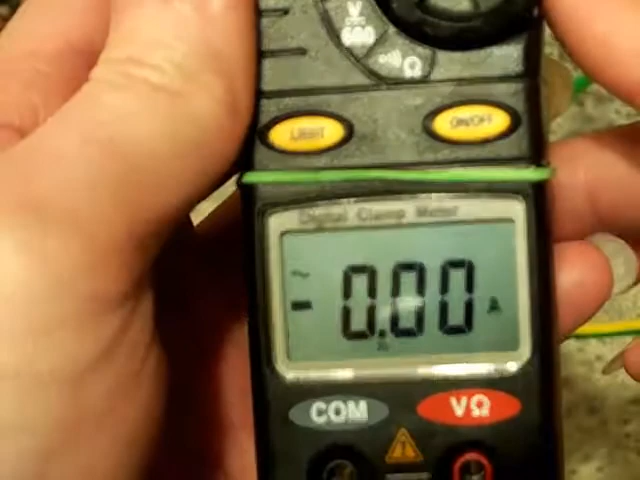 V
600
Ω
LIGHT
ON/OFF
Digital Clamp Meter
~
- 0.00 A
COM
VΩ